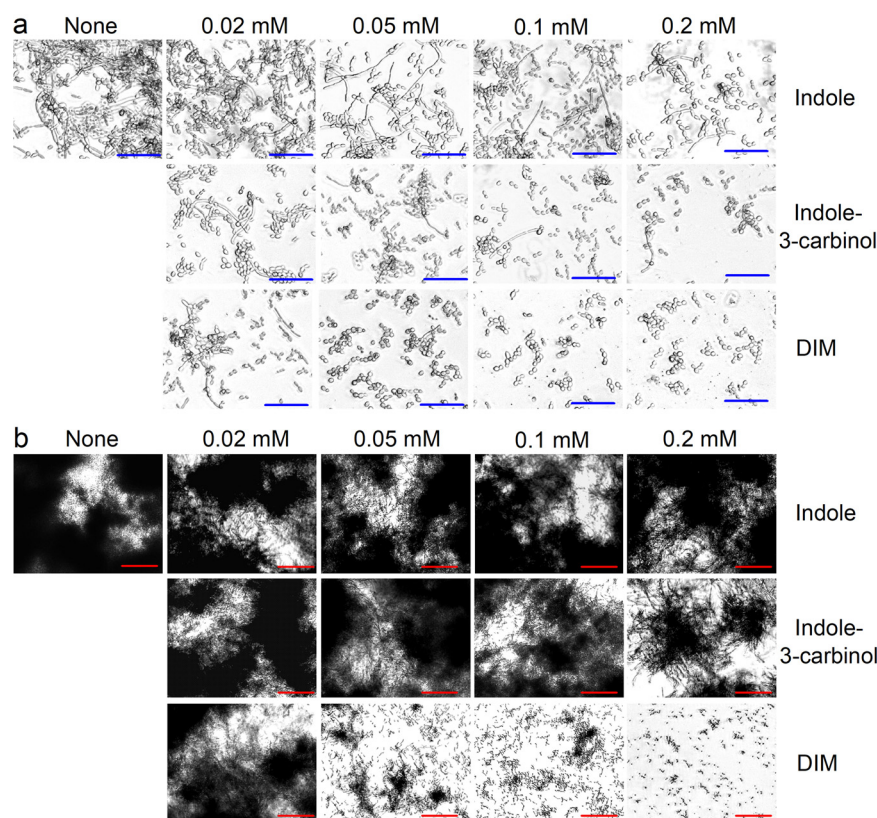 a
None 0.02 mM 0.05 mM 0.1 mM 0.2 mM
Indole
Indole-
3-carbinol
DIM
b
None 0.02 mM 0.05 mM 0.1 mM 0.2 mM
Indole
Indole-
3-carbinol
DIM